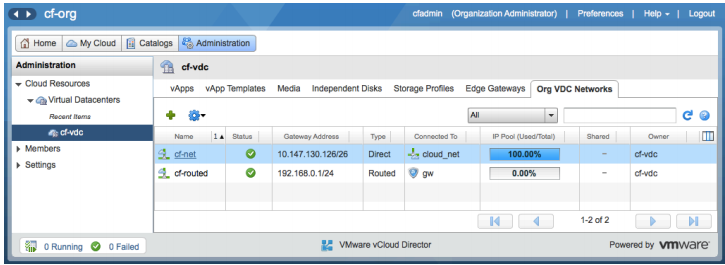 cf-org
cfadmin (Organization Administrator) | Preferences | Help | Logout
Home My Cloud Catalogs Administration
Administration
cf-vdc
Cloud Resources
Virtual Datacenters
Recent Items
cf-vdc
Members
Settings
vApps vApp Templates Media Independent Disks Storage Profiles Edge Gateways Org VDC Networks
All
Name 1 Status Gateway Address Type Connected To IP Pool (Used/Total) Shared Owner
cf-net 10.147.130.126/26 Direct cloud_net 100.00% - cf-vdc
cf-routed 192.168.0.1/24 Routed gw 0.00% - cf-vdc
1-2 of 2
0 Running 0 Failed
VMware vCloud Director
Powered by vmware